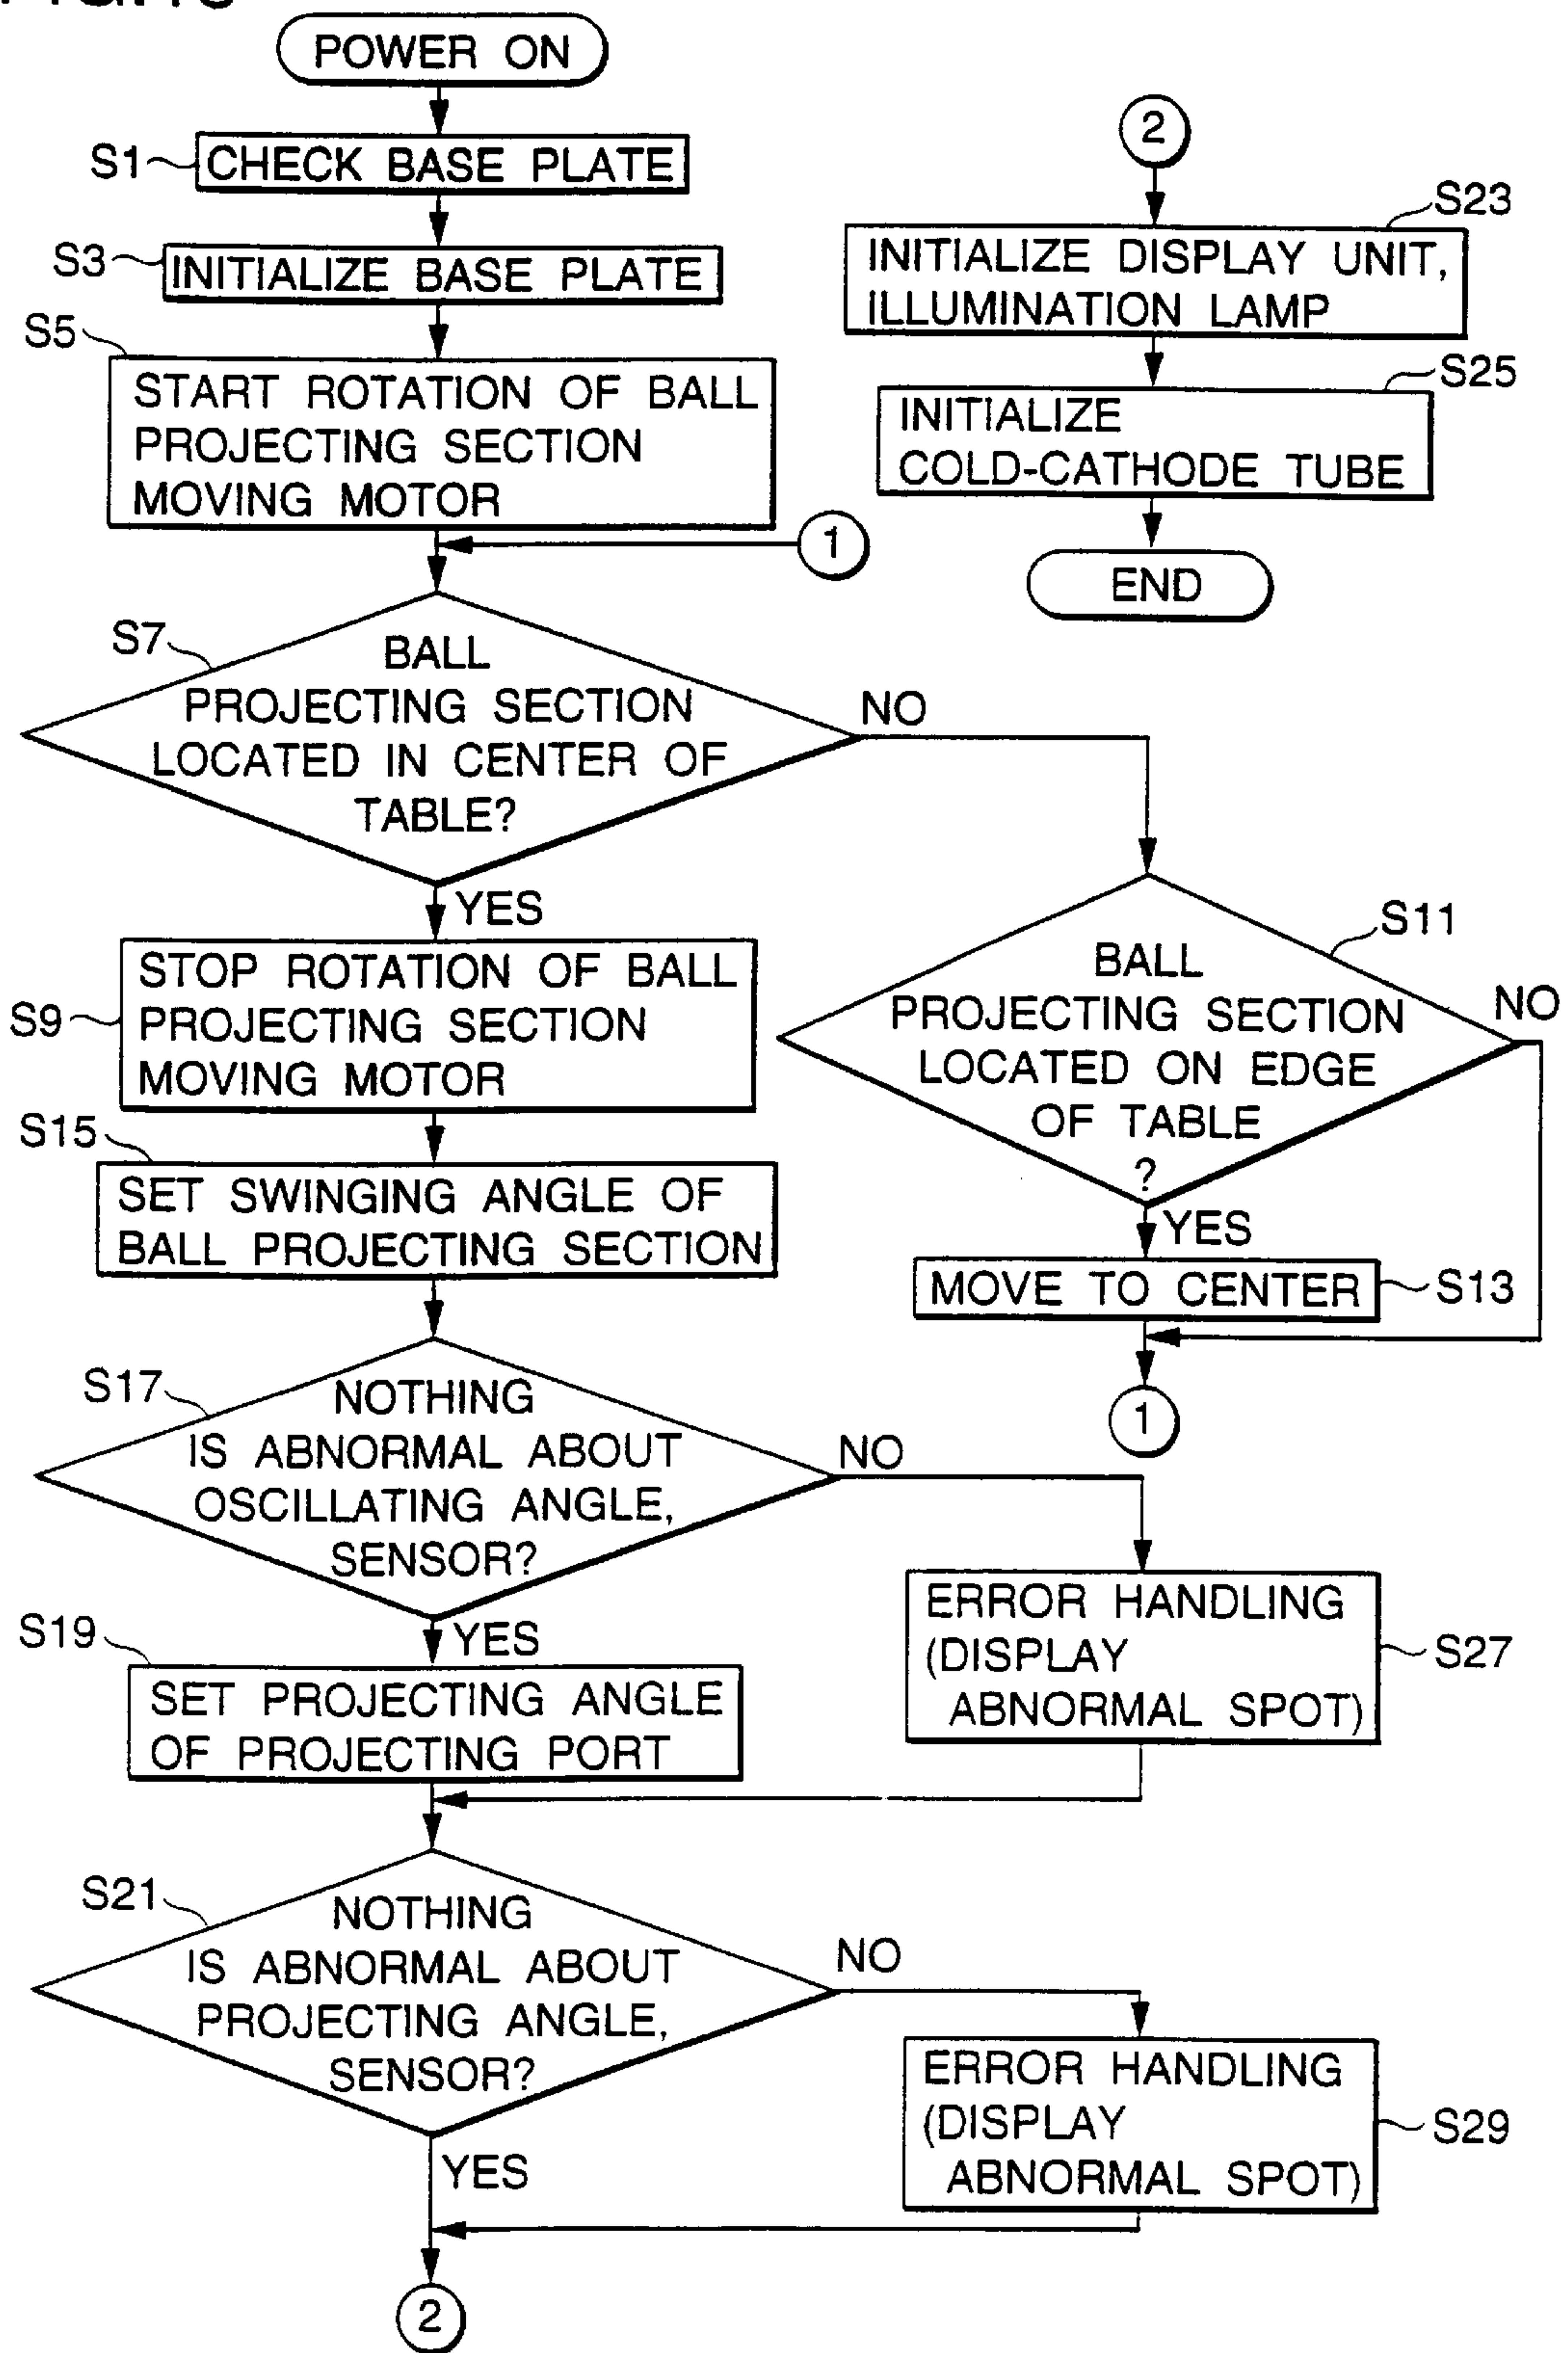 POWER ON
S1
CHECK BASE PLATE
S3
INITIALIZE BASE PLATE
S5
START ROTATION OF BALL
PROJECTING SECTION
MOVING MOTOR
1
S7
BALL
PROJECTING SECTION
LOCATED IN CENTER OF
TABLE?
NO
YES
S9
STOP ROTATION OF BALL
PROJECTING SECTION
MOVING MOTOR
S11
BALL
PROJECTING SECTION
LOCATED ON EDGE
OF TABLE
?
NO
YES
MOVE TO CENTER
S13
1
S15
SET SWINGING ANGLE OF
BALL PROJECTING SECTION
S17
NOTHING
IS ABNORMAL ABOUT
OSCILLATING ANGLE,
SENSOR?
NO
YES
ERROR HANDLING
(DISPLAY
ABNORMAL SPOT)
S27
S19
SET PROJECTING ANGLE
OF PROJECTING PORT
S21
NOTHING
IS ABNORMAL ABOUT
PROJECTING ANGLE,
SENSOR?
NO
YES
ERROR HANDLING
(DISPLAY
ABNORMAL SPOT)
S29
2
2
S23
INITIALIZE DISPLAY UNIT,
ILLUMINATION LAMP
S25
INITIALIZE
COLD-CATHODE TUBE
END